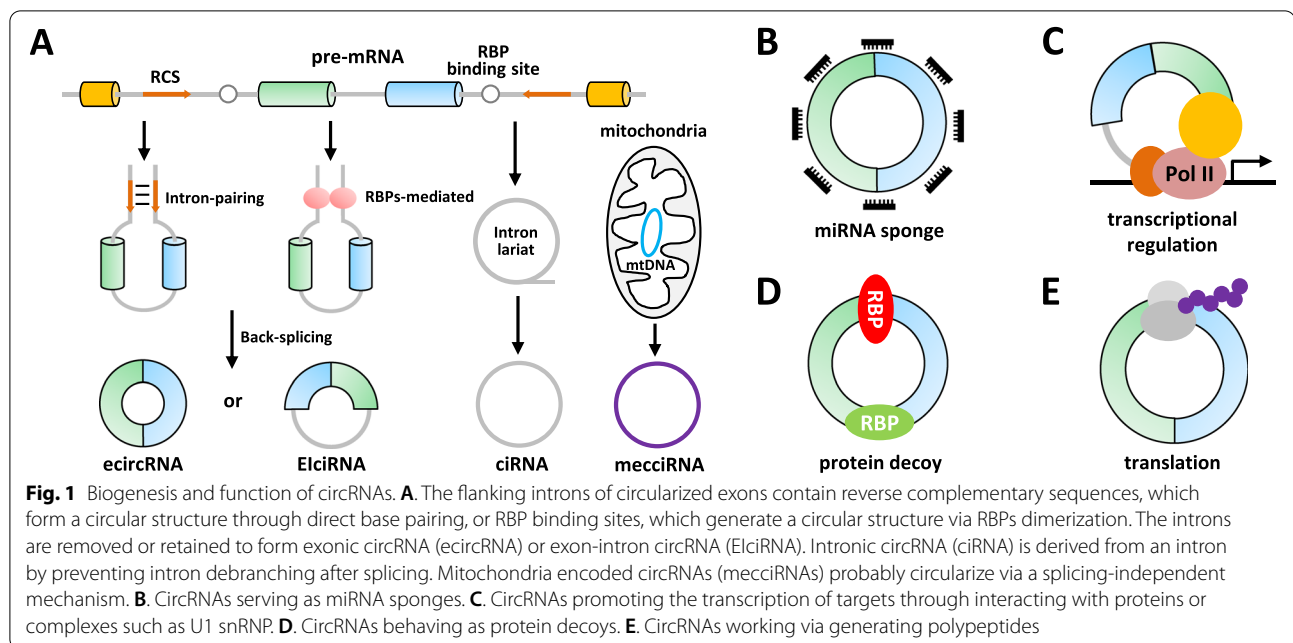 A
pre-mRNA
RCS
RBP
binding site
Intron-pairing
RBPs-mediated
Intron
lariat
mitochondria
mtDNA
Back-splicing
or
ecircRNA
EIciRNA
ciRNA
mecciRNA
B
miRNA sponge
C
Pol II
transcriptional
regulation
D
RBP
RBP
protein decoy
E
translation
Fig. 1 Biogenesis and function of circRNAs. A. The flanking introns of circularized exons contain reverse complementary sequences, which
form a circular structure through direct base pairing, or RBP binding sites, which generate a circular structure via RBPs dimerization. The introns
are removed or retained to form exonic circRNA (ecircRNA) or exon-intron circRNA (EIciRNA). Intronic circRNA (ciRNA) is derived from an intron
by preventing intron debranching after splicing. Mitochondria encoded circRNAs (mecciRNAs) probably circularize via a splicing-independent
mechanism. B. CircRNAs serving as miRNA sponges. C. CircRNAs promoting the transcription of targets through interacting with proteins or
complexes such as U1 snRNP. D. CircRNAs behaving as protein decoys. E. CircRNAs working via generating polypeptides